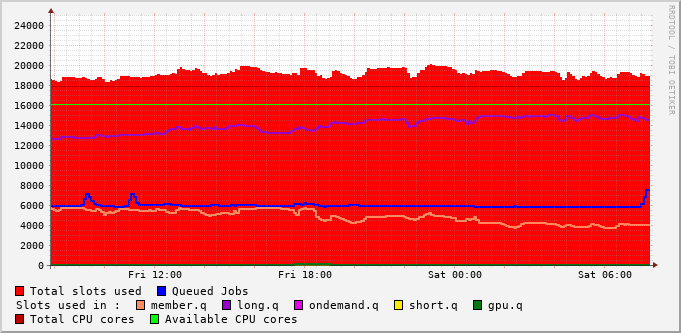 24000
22000
20000
18000
16000
14000
12000
10000
8000
6000
4000
2000
0
Fri 12:00 Fri 18:00 Sat 00:00 Sat 06:00
Total slots used Queued Jobs
Slots used in : member.q long.q ondemand.q short.q gpu.q
Total CPU cores Available CPU cores
RRDTOOL / TOBI OETIKER